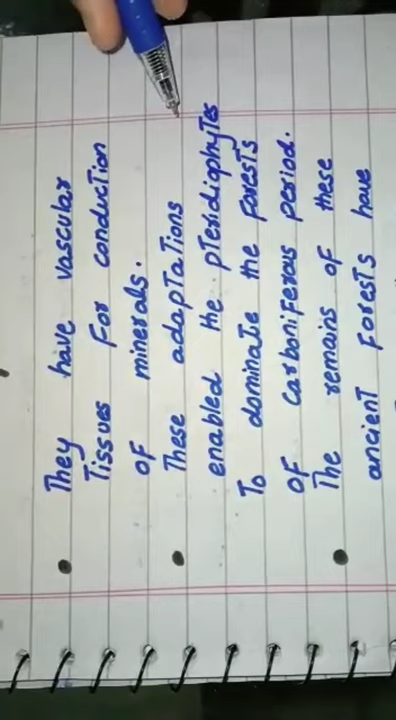 They have vascular
Tissues For conduction
OF minerals.
These adapTaTions
enabled the pTeridiophyTes
To dominaTe the ForesTs
OF carboniFerous period.
The remains oF these
ancienT ForesTs have